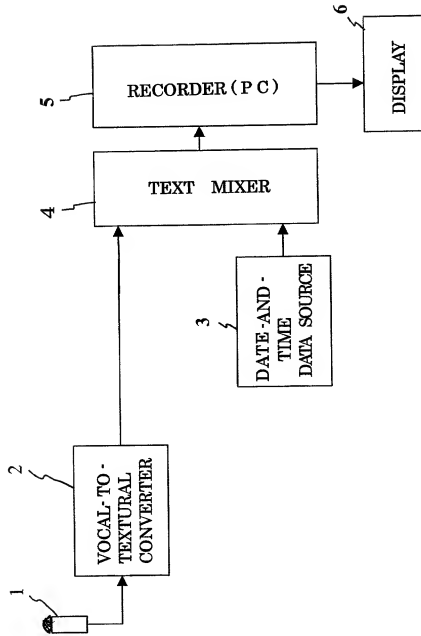 1
2
VOCAL-TO-
TEXTURAL
CONVERTER
3
DATE-AND-
TIME
DATA SOURCE
4
TEXT MIXER
5
RECORDER(PC)
6
DISPLAY